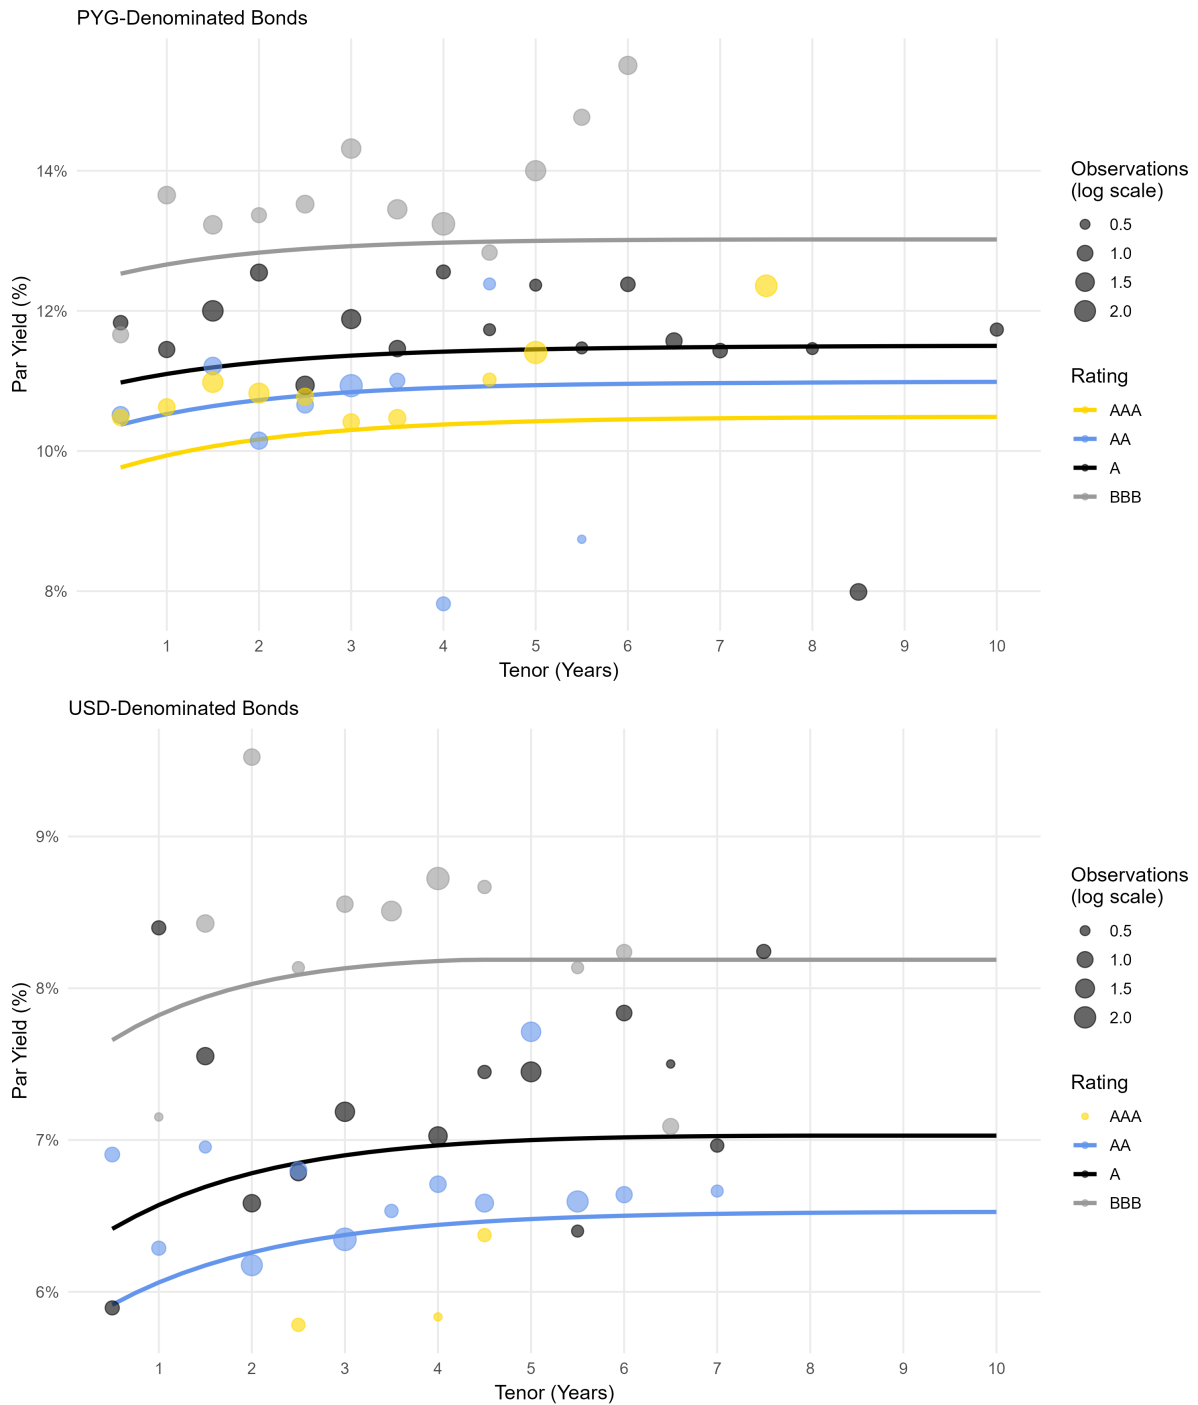 PYG-Denominated Bonds
14%
12%
10%
8%
Par Yield (%)
1 2 3 4 5 6 7 8 9 10
Tenor (Years)
Observations
(log scale)
0.5
1.0
1.5
2.0
Rating
AAA
AA
A
BBB
USD-Denominated Bonds
9%
8%
7%
6%
Par Yield (%)
1 2 3 4 5 6 7 8 9 10
Tenor (Years)
Observations
(log scale)
0.5
1.0
1.5
2.0
Rating
AAA
AA
A
BBB